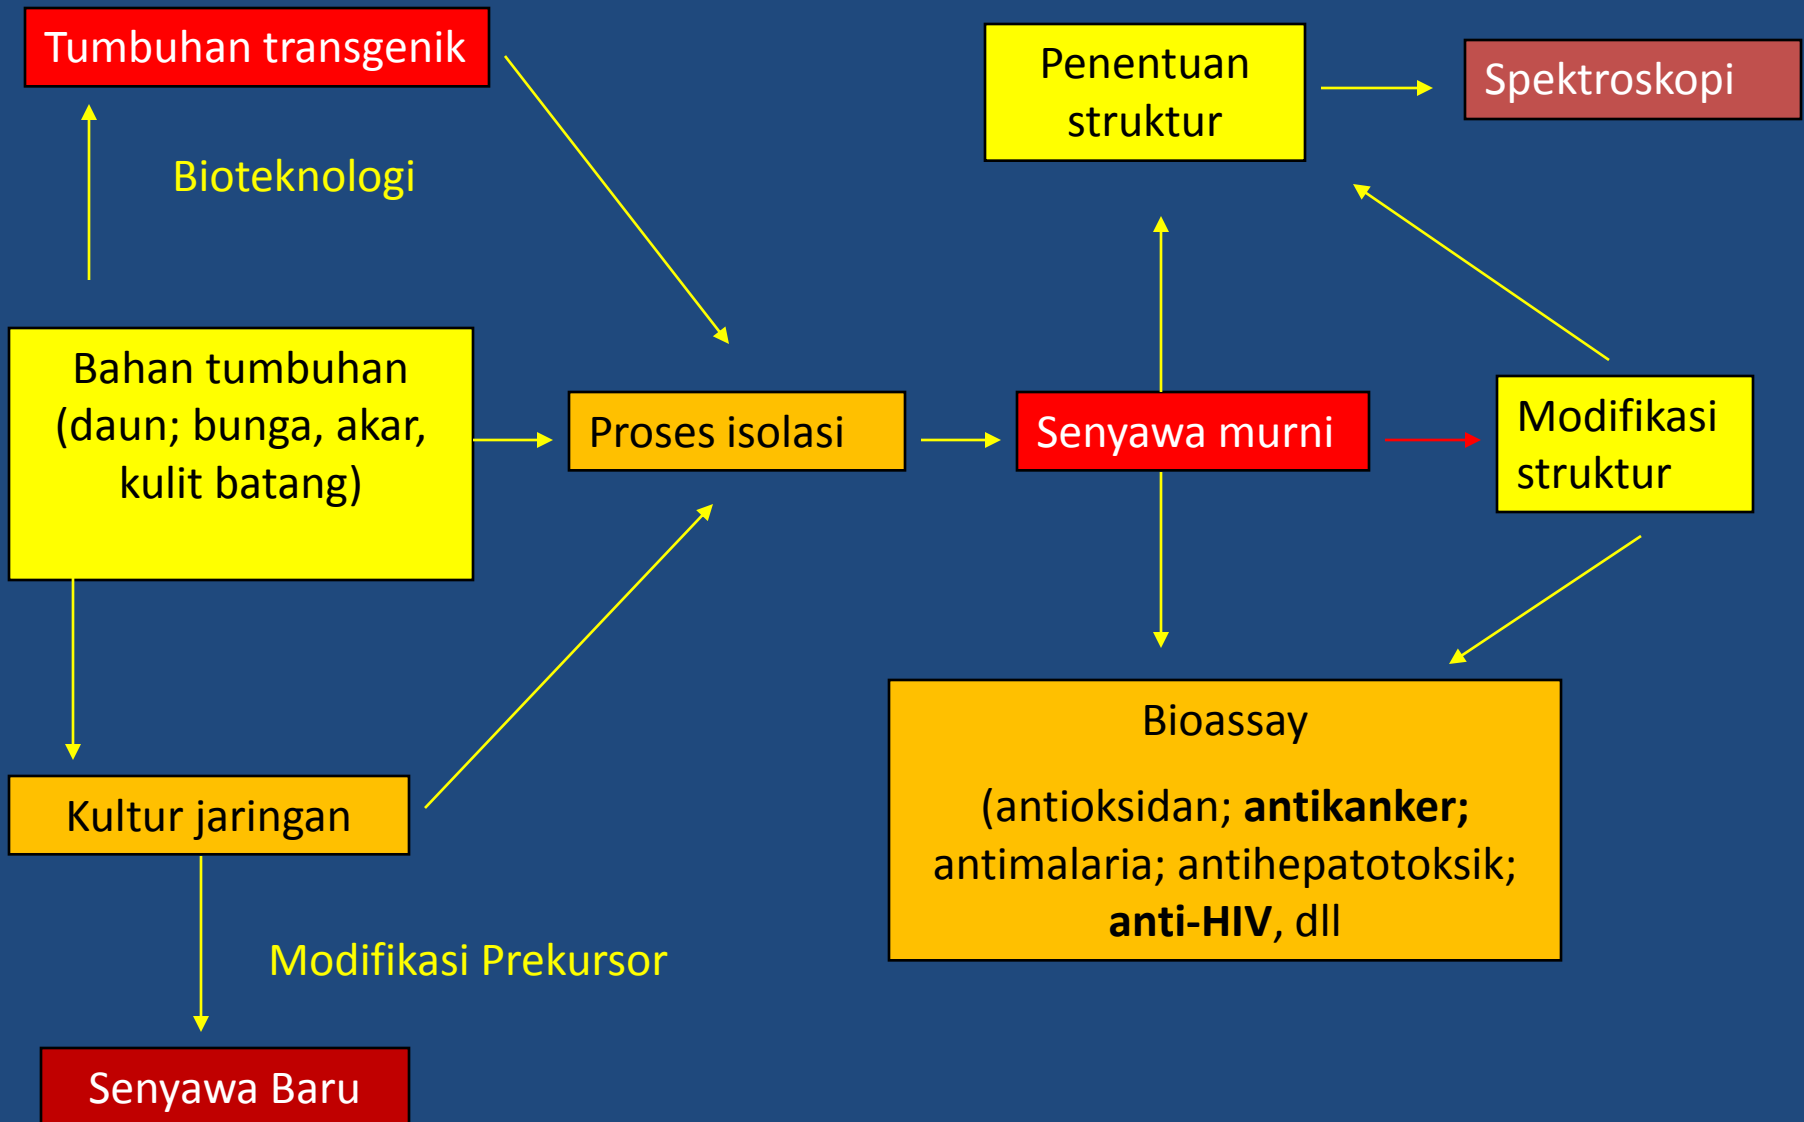 Tumbuhan transgenik
Bioteknologi
Bahan tumbuhan
(daun; bunga, akar,
kulit batang)
Kultur jaringan
Modifikasi Prekursor
Senyawa Baru
Proses isolasi
Senyawa murni
Penentuan
struktur
Spektroskopi
Modifikasi
struktur
Bioassay
(antioksidan; antikanker;
antimalaria; antihepatotoksik;
anti-HIV, dll